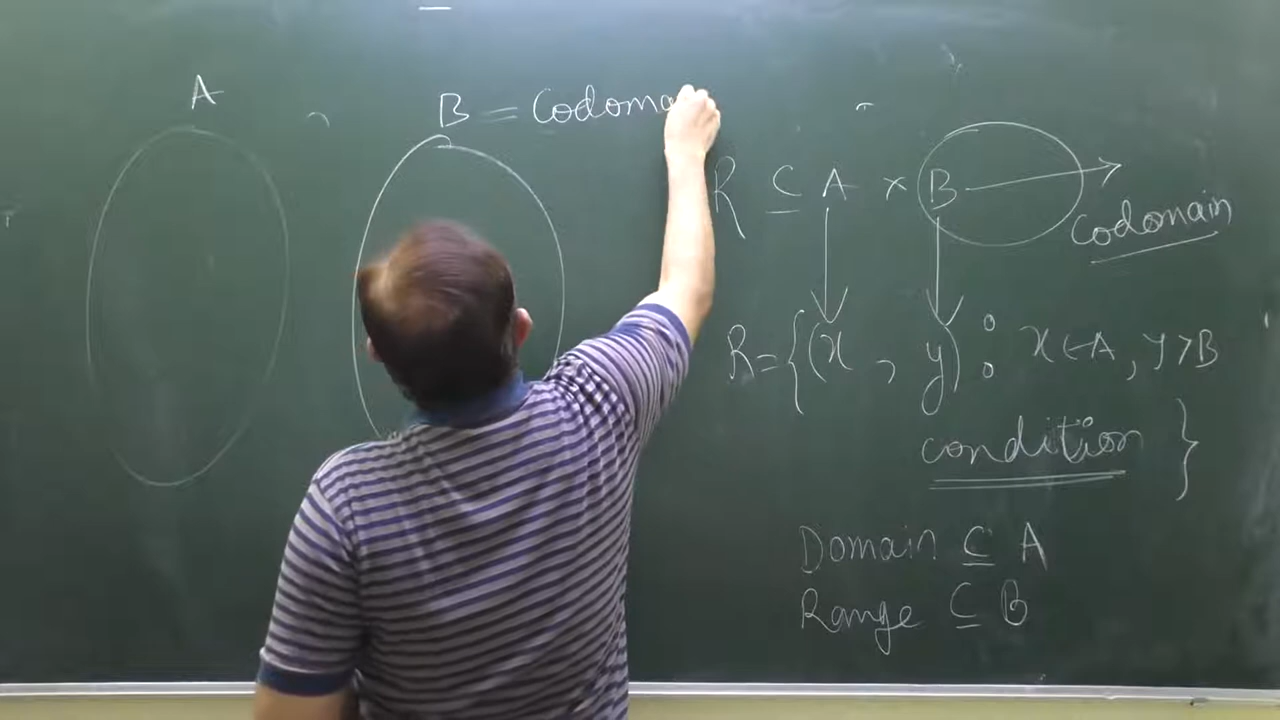 A
B = Codoma
R ⊆ A × B
Codomain
R = {(x , y) : x ∈ A , y > B
condition }
Domain ⊆ A
Range ⊆ B